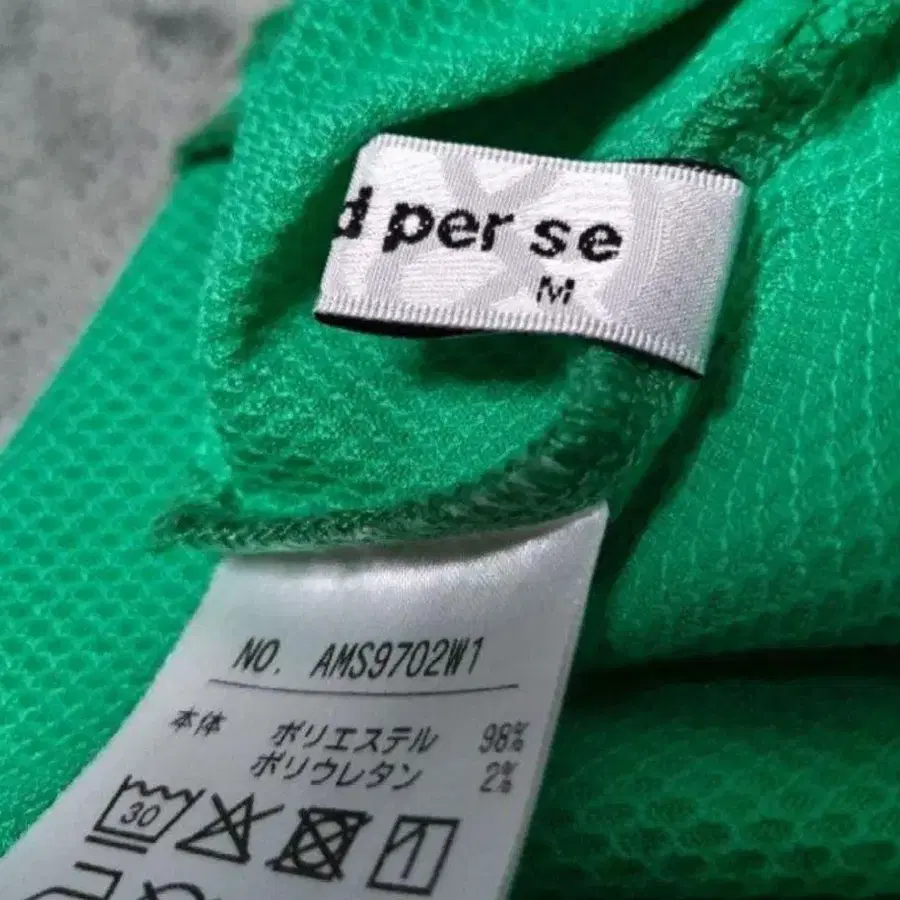 d per se
M
NO. AMS9702W1
本体 ポリエステル 98%
ポリウレタン 2%
30